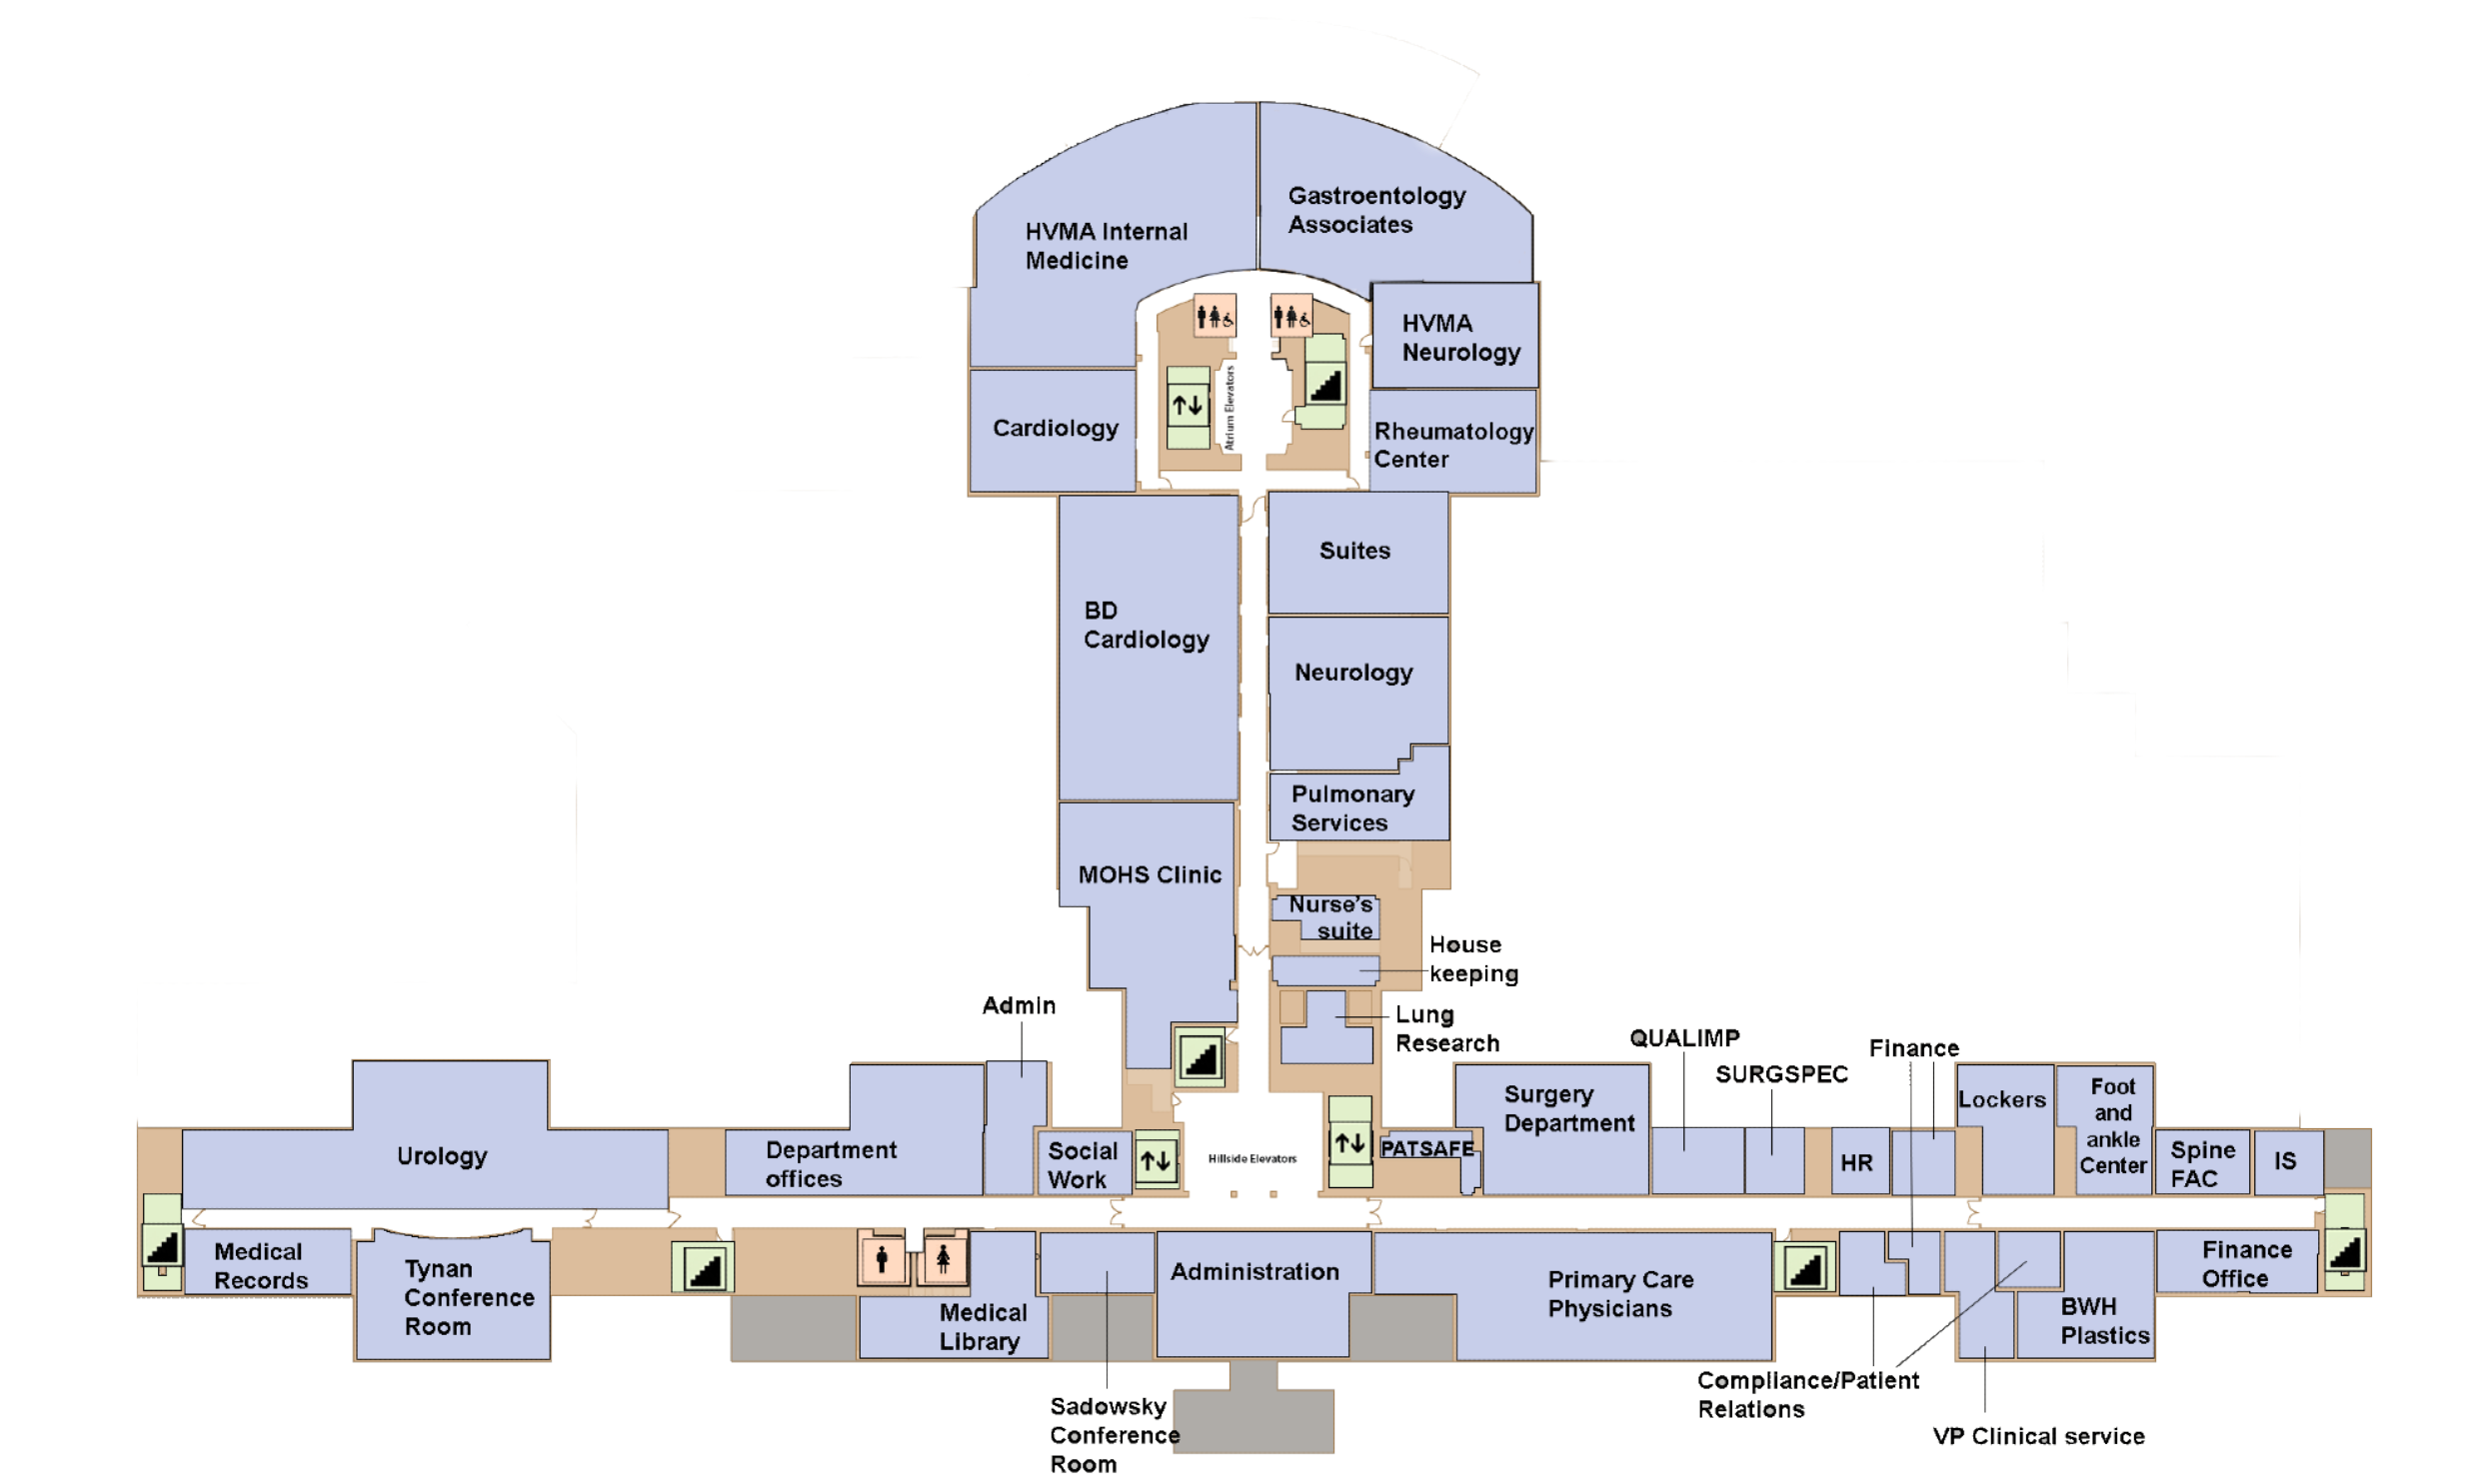 Gastroentology
Associates
HVMA Internal
Medicine
HVMA
Neurology
Atrium Elevators
Cardiology
Rheumatology
Center
Suites
BD
Cardiology
Neurology
Pulmonary
Services
MOHS Clinic
Nurse's
suite
House
keeping
Admin
Lung
Research
QUALIMP
Finance
SURGSPEC
Surgery
Department
Lockers
Foot
and
ankle
Center
Urology
Department
offices
Social
Work
Hillside Elevators
PATSAFE
HR
Spine
FAC
IS
Medical
Records
Tynan
Conference
Room
Medical
Library
Administration
Primary Care
Physicians
Finance
Office
BWH
Plastics
Sadowsky
Conference
Room
Compliance/Patient
Relations
VP Clinical service